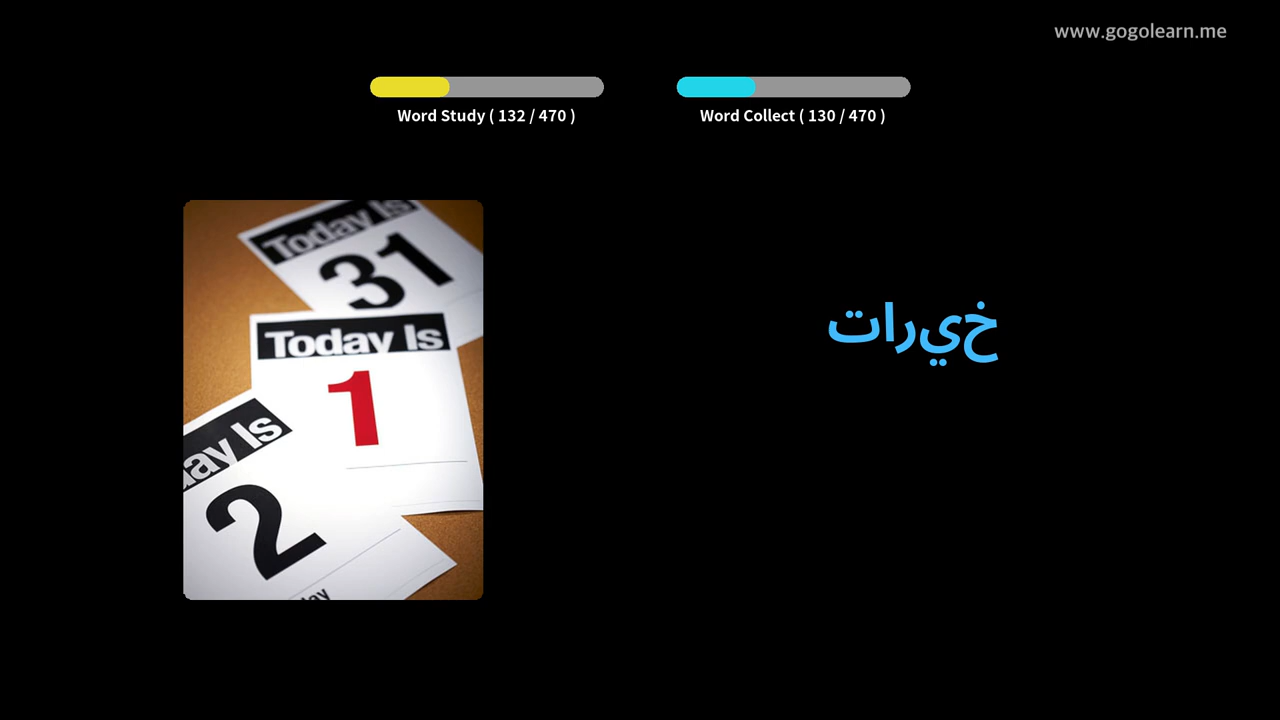 www.gogolearn.me
Word Study ( 132 / 470 )
Word Collect ( 130 / 470 )
Today Is
31
Today Is
1
ay Is
2
خيرات